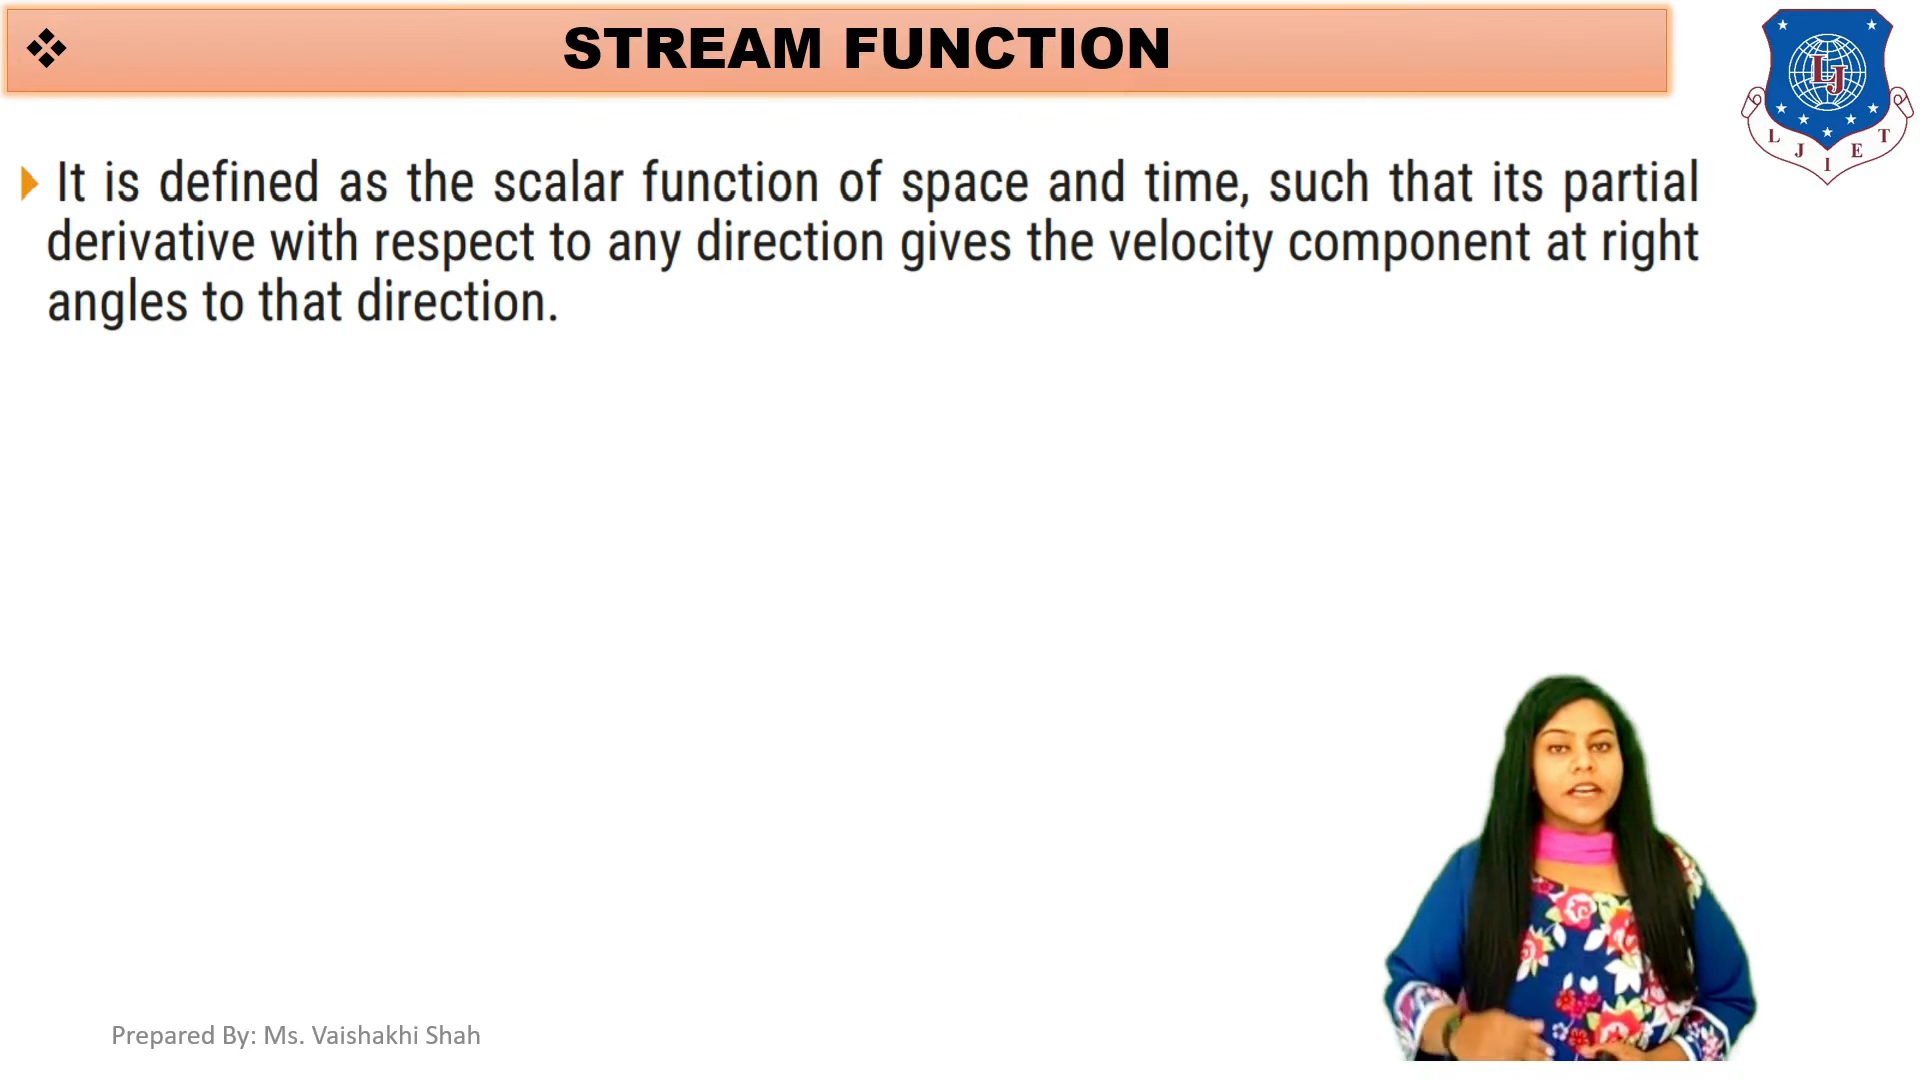 STREAM FUNCTION
It is defined as the scalar function of space and time, such that its partial
derivative with respect to any direction gives the velocity component at right
angles to that direction.
LJ
L J I E T
Prepared By: Ms. Vaishakhi Shah